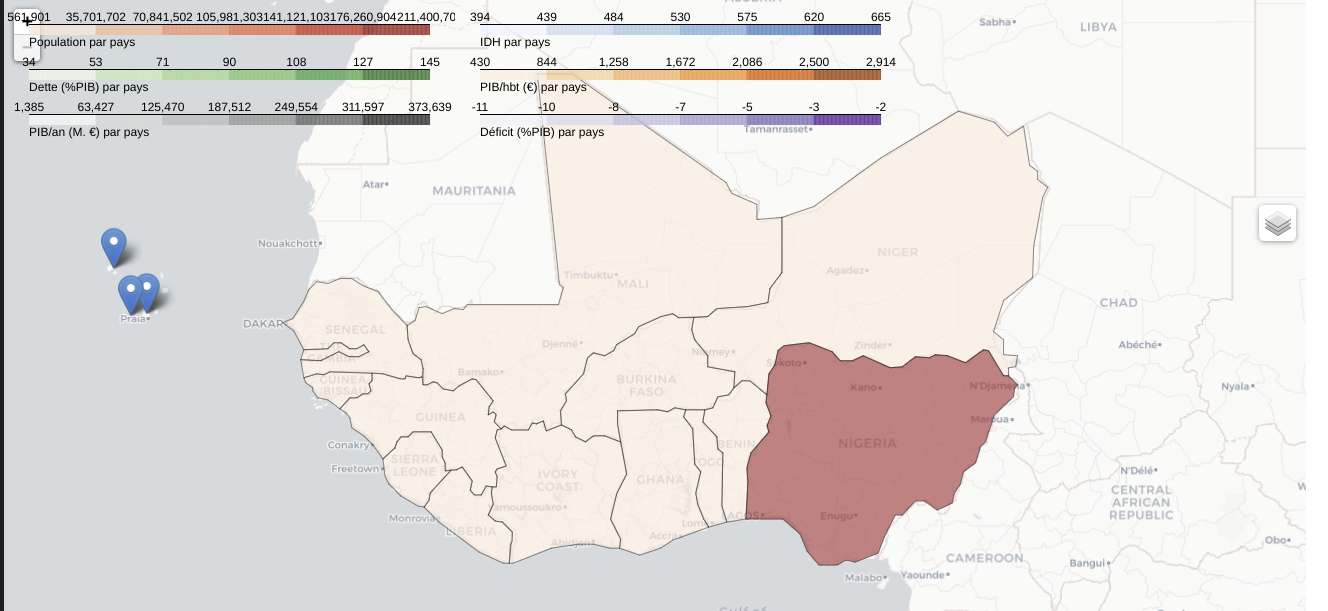 561,901 35,701,702 70,841,502 105,981,303 141,121,103 176,260,904 211,400,70
Population par pays
394 439 484 530 575 620 665
IDH par pays
34 53 71 90 108 127 145
Dette (%PIB) par pays
430 844 1,258 1,672 2,086 2,500 2,914
PIB/hbt (€) par pays
1,385 63,427 125,470 187,512 249,554 311,597 373,639
PIB/an (M. €) par pays
-11 -10 -8 -7 -5 -3 -2
Déficit (%PIB) par pays
Sabha
LIBYA
Tamanrasset
Atar
MAURITANIA
Nouakchott
Timbuktu
MALI
NIGER
Agadez
CHAD
Praia
DAKAR
SENEGAL
THE
GAMBIA
Djenné
Niamey
Zinder
Abéché
Sokoto
Bamako
GUINEA
BISSAU
BURKINA
FASO
Kano
N'Djamena
Nyala
GUINEA
Maroua
Conakry
BENIN
NIGERIA
SIERRA
LEONE
Freetown
TOGO
IVORY
COAST
GHANA
N'Délé
CENTRAL
AFRICAN
REPUBLIC
Yamoussoukro
Monrovia
LIBERIA
LAGOS
Enugu
Lomé
Accra
Abidjan
Obo
CAMEROON
Bangui
Malabo
Yaounde
Gulf of